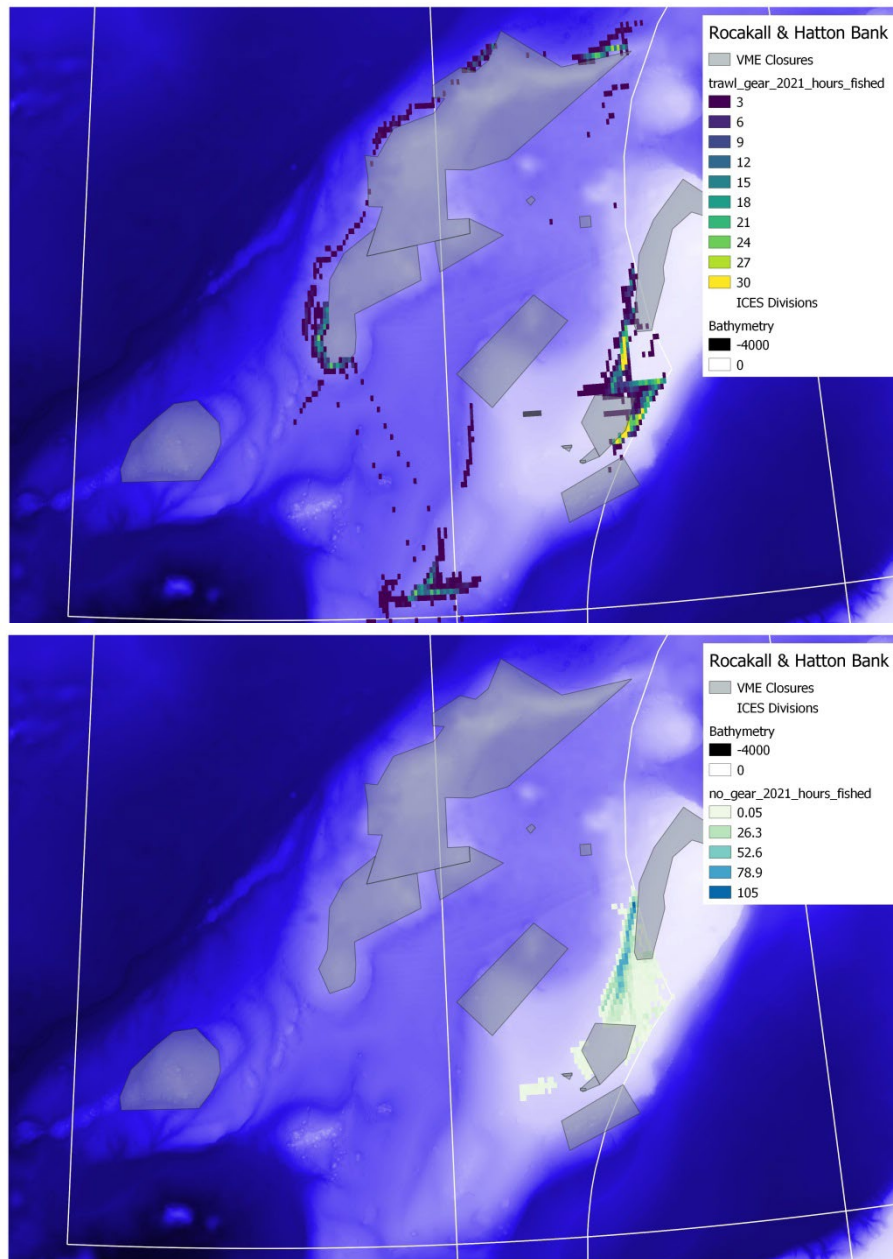 Rocakall & Hatton Bank
VME Closures
trawl_gear_2021_hours_fished
3
6
9
12
15
18
21
24
27
30
ICES Divisions
Bathymetry
-4000
0
Rocakall & Hatton Bank
VME Closures
ICES Divisions
Bathymetry
-4000
0
no_gear_2021_hours_fished
0.05
26.3
52.6
78.9
105